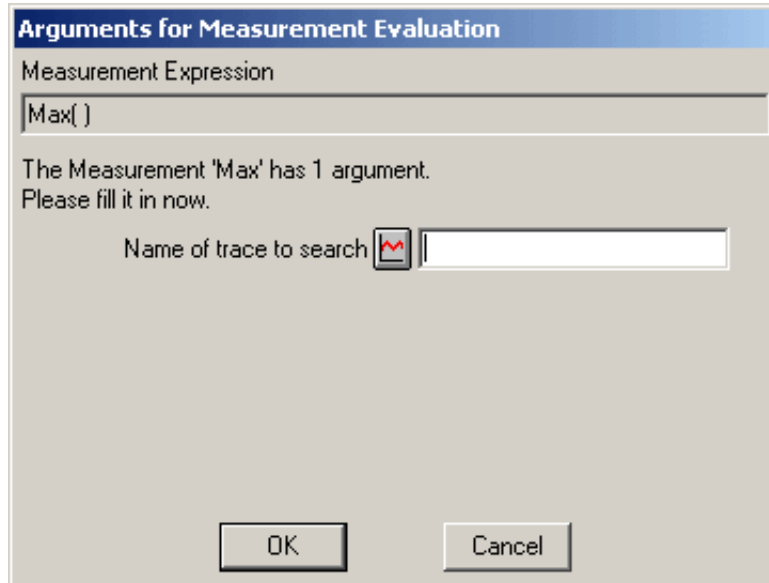 Arguments for Measurement Evaluation
Measurement Expression
Max( )
The Measurement 'Max' has 1 argument.
Please fill it in now.
Name of trace to search
OK
Cancel